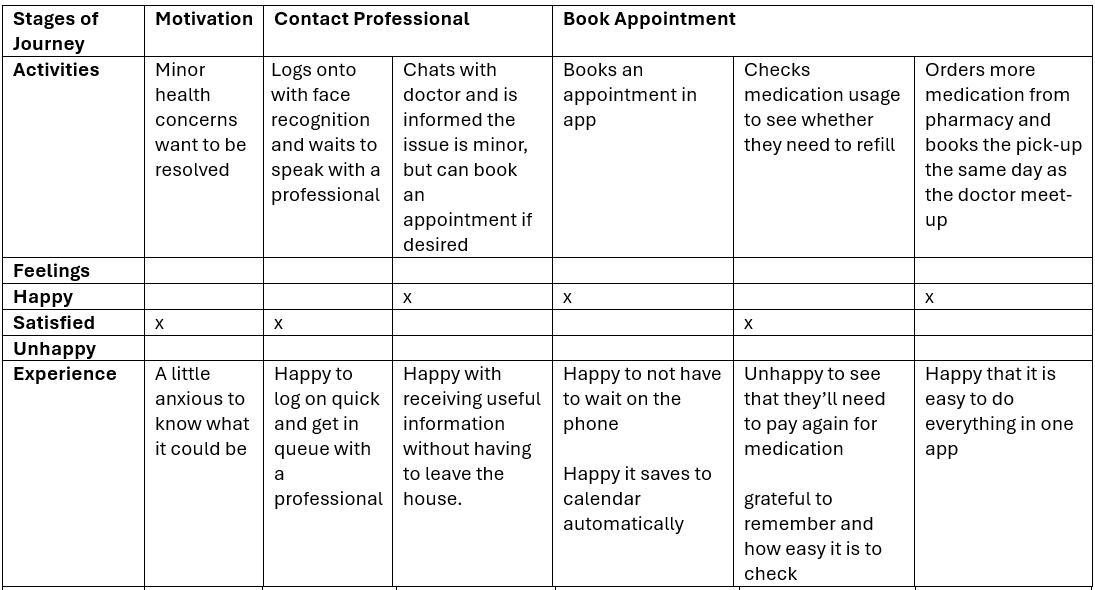 Stages of
Journey
Motivation
Contact Professional
Book Appointment
Activities
Minor
health
concerns
want to be
resolved
Logs onto
with face
recognition
and waits to
speak with a
professional
Chats with
doctor and is
informed the
issue is minor,
but can book
an
appointment if
desired
Books an
appointment in
app
Checks
medication usage
to see whether
they need to refill
Orders more
medication from
pharmacy and
books the pick-up
the same day as
the doctor meet-
up
Feelings
Happy
x
x
x
Satisfied
x
x
x
Unhappy
Experience
A little
anxious to
know what
it could be
Happy to
log on quick
and get in
queue with
a
professional
Happy with
receiving useful
information
without having
to leave the
house.
Happy to not have
to wait on the
phone
Happy it saves to
calendar
automatically
Unhappy to see
that they’ll need
to pay again for
medication
grateful to
remember and
how easy it is to
check
Happy that it is
easy to do
everything in one
app